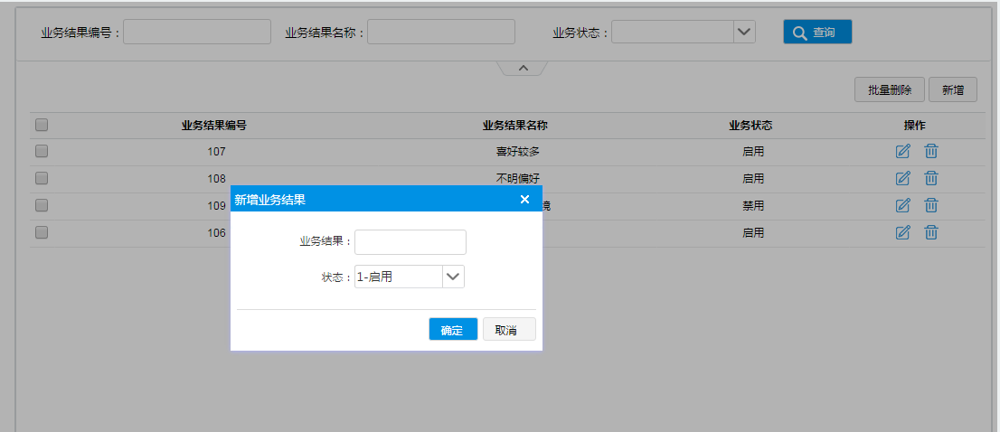 业务结果编号： 业务结果名称： 业务状态： 查询
批量删除 新增
业务结果编号 业务结果名称 业务状态 操作
107 喜好较多 启用
108 不明偏好 启用
109 境 禁用
106 启用
新增业务结果
业务结果：
状态： 1-启用
确定 取消